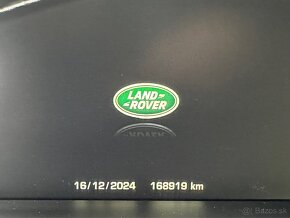 LAND
ROVER
16/12/2024 168919 km
Bazos.sk